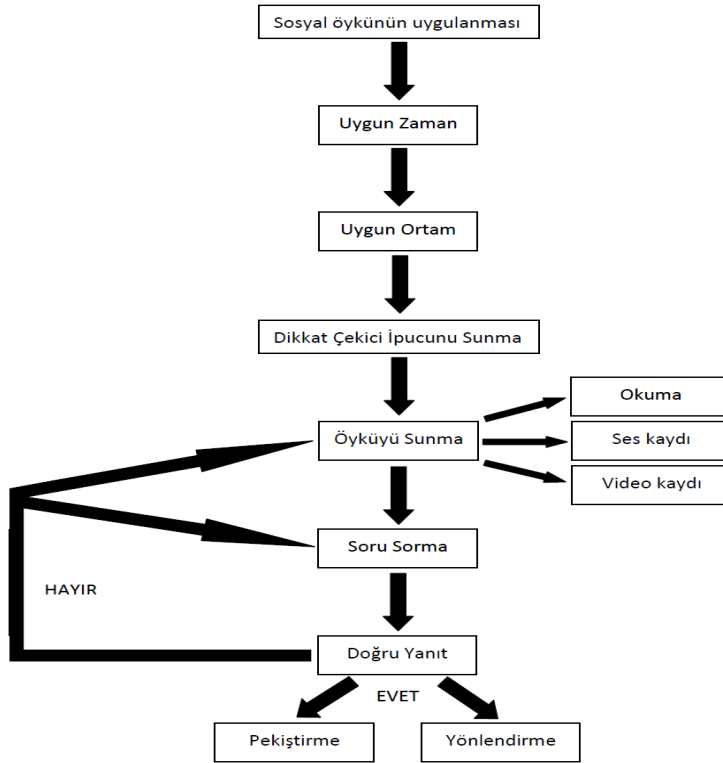 Sosyal öykünün uygulanması
Uygun Zaman
Uygun Ortam
Dikkat Çekici İpucunu Sunma
Öyküyü Sunma
Okuma
Ses kaydı
Video kaydı
Soru Sorma
HAYIR
Doğru Yanıt
EVET
Pekiştirme
Yönlendirme